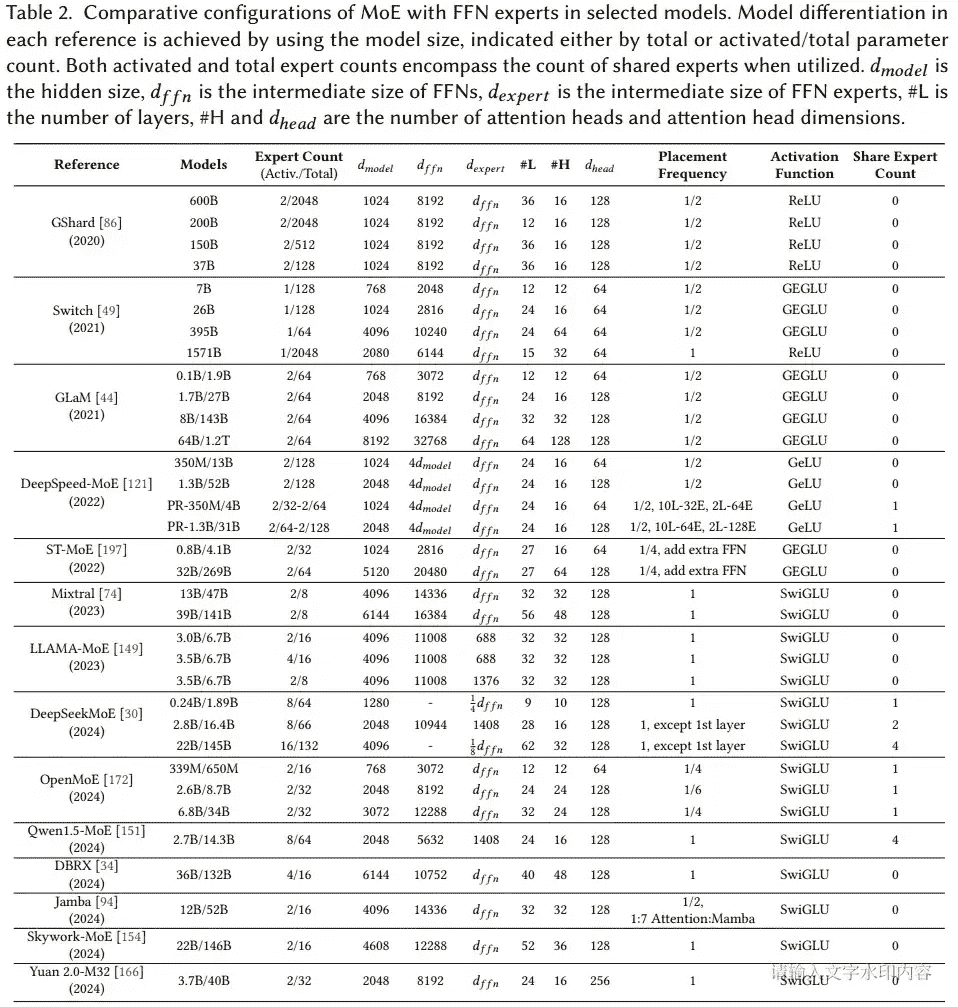 Table 2. Comparative configurations of MoE with FFN experts in selected models. Model differentiation in
each reference is achieved by using the model size, indicated either by total or activated/total parameter
count. Both activated and total expert counts encompass the count of shared experts when utilized. d_model is
the hidden size, d_ffn is the intermediate size of FFNs, d_expert is the intermediate size of FFN experts, #L is
the number of layers, #H and d_head are the number of attention heads and attention head dimensions.
Reference Models Expert Count (Activ./Total) d_model d_ffn d_expert #L #H d_head Placement Frequency Activation Function Share Expert Count
GShard [86] (2020) 600B 2/2048 1024 8192 d_ffn 36 16 128 1/2 ReLU 0
200B 2/2048 1024 8192 d_ffn 12 16 128 1/2 ReLU 0
150B 2/512 1024 8192 d_ffn 36 16 128 1/2 ReLU 0
37B 2/128 1024 8192 d_ffn 36 16 128 1/2 ReLU 0
Switch [49] (2021) 7B 1/128 768 2048 d_ffn 12 12 64 1/2 GEGLU 0
26B 1/128 1024 2816 d_ffn 24 16 64 1/2 GEGLU 0
395B 1/64 4096 10240 d_ffn 24 64 64 1/2 GEGLU 0
1571B 1/2048 2080 6144 d_ffn 15 32 64 1 ReLU 0
GLaM [44] (2021) 0.1B/1.9B 2/64 768 3072 d_ffn 12 12 64 1/2 GEGLU 0
1.7B/27B 2/64 2048 8192 d_ffn 24 16 128 1/2 GEGLU 0
8B/143B 2/64 4096 16384 d_ffn 32 32 128 1/2 GEGLU 0
64B/1.2T 2/64 8192 32768 d_ffn 64 128 128 1/2 GEGLU 0
DeepSpeed-MoE [121] (2022) 350M/13B 2/128 1024 4d_model d_ffn 24 16 64 1/2 GeLU 0
1.3B/52B 2/128 2048 4d_model d_ffn 24 16 128 1/2 GeLU 0
PR-350M/4B 2/32-2/64 1024 4d_model d_ffn 24 16 64 1/2, 10L-32E, 2L-64E GeLU 1
PR-1.3B/31B 2/64-2/128 2048 4d_model d_ffn 24 16 128 1/2, 10L-64E, 2L-128E GeLU 1
ST-MoE [197] (2022) 0.8B/4.1B 2/32 1024 2816 d_ffn 27 16 64 1/4, add extra FFN GEGLU 0
32B/269B 2/64 5120 20480 d_ffn 27 64 128 1/4, add extra FFN GEGLU 0
Mixtral [74] (2023) 13B/47B 2/8 4096 14336 d_ffn 32 32 128 1 SwiGLU 0
39B/141B 2/8 6144 16384 d_ffn 56 48 128 1 SwiGLU 0
LLAMA-MoE [149] (2023) 3.0B/6.7B 2/16 4096 11008 688 32 32 128 1 SwiGLU 0
3.5B/6.7B 4/16 4096 11008 688 32 32 128 1 SwiGLU 0
3.5B/6.7B 2/8 4096 11008 1376 32 32 128 1 SwiGLU 0
DeepSeekMoE [30] (2024) 0.24B/1.89B 8/64 1280 - 1/4 d_ffn 9 10 128 1 SwiGLU 1
2.8B/16.4B 8/66 2048 10944 1408 28 16 128 1, except 1st layer SwiGLU 2
22B/145B 16/132 4096 - 1/8 d_ffn 62 32 128 1, except 1st layer SwiGLU 4
OpenMoE [172] (2024) 339M/650M 2/16 768 3072 d_ffn 12 12 64 1/4 SwiGLU 1
2.6B/8.7B 2/32 2048 8192 d_ffn 24 24 128 1/6 SwiGLU 1
6.8B/34B 2/32 3072 12288 d_ffn 32 24 128 1/4 SwiGLU 1
Qwen1.5-MoE [151] (2024) 2.7B/14.3B 8/64 2048 5632 1408 24 16 128 1 SwiGLU 4
DBRX [34] (2024) 36B/132B 4/16 6144 10752 d_ffn 40 48 128 1 SwiGLU 0
Jamba [94] (2024) 12B/52B 2/16 4096 14336 d_ffn 32 32 128 1/2, 1:7 Attention:Mamba SwiGLU 0
Skywork-MoE [154] (2024) 22B/146B 2/16 4608 12288 d_ffn 52 36 128 1 SwiGLU 0
Yuan 2.0-M32 [166] (2024) 3.7B/40B 2/32 2048 8192 d_ffn 24 16 256 1 SwiGLU 0
请输入文字水印内容